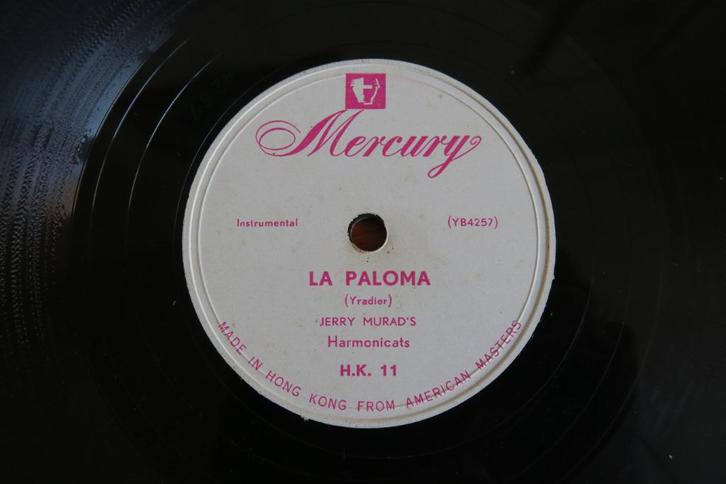 Mercury
Instrumental (YB4257)
LA PALOMA
(Yradier)
JERRY MURAD'S
Harmonicats
H.K. 11
MADE IN HONG KONG FROM AMERICAN MASTERS